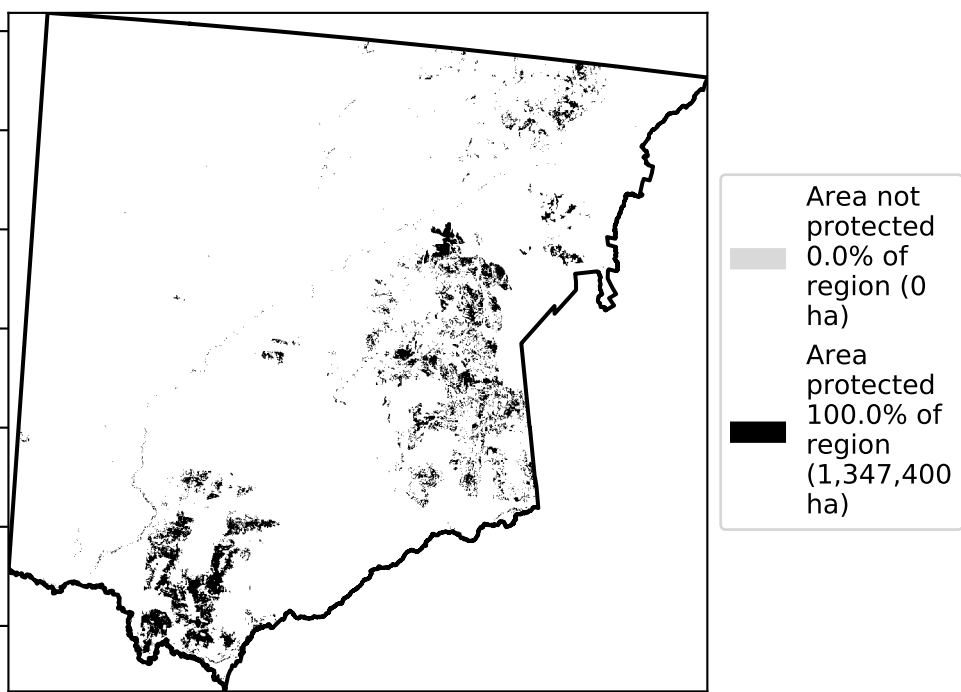 Area not
protected
0.0% of
region (0
ha)
Area
protected
100.0% of
region
(1,347,400
ha)